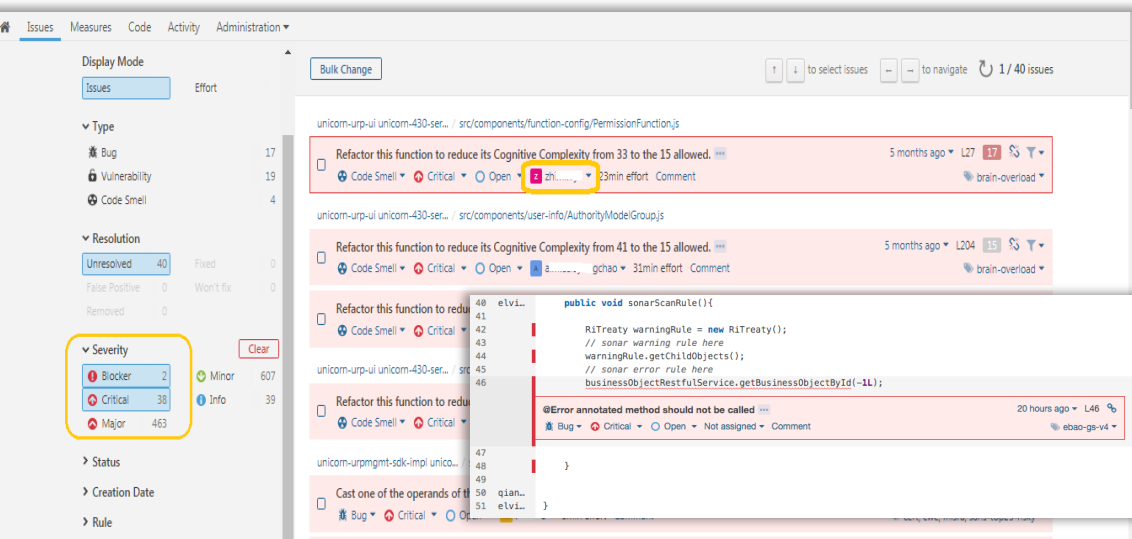 Issues Measures Code Activity Administration
Display Mode
Issues Effort
Type
Bug 17
Vulnerability 19
Code Smell 4
Resolution
Unresolved 40 Fixed 0
False Positive 0 Won't fix 0
Removed 0
Severity Clear
Blocker 2 Minor 607
Critical 38 Info 39
Major 463
Status
Creation Date
Rule
Bulk Change ↑ ↓ to select issues ← → to navigate 1 / 40 issues
unicorn-urp-ui unicorn-430-ser... / src/components/function-config/PermissionFunction.js
Refactor this function to reduce its Cognitive Complexity from 33 to the 15 allowed. ... 5 months ago L27 17
Code Smell Critical Open Z zh 23min effort Comment brain-overload
unicorn-urp-ui unicorn-430-ser... / src/components/user-info/AuthorityModelGroup.js
Refactor this function to reduce its Cognitive Complexity from 41 to the 15 allowed. ... 5 months ago L204 15
Code Smell Critical Open A a gchao 31min effort Comment brain-overload
Refactor this function to redu
Code Smell Critical
unicorn-urp-ui unicorn-430-ser... / src
Refactor this function to redu
Code Smell Critical
unicorn-urpmgmt-sdk-impl unico... /
Cast one of the operands of th
Bug Critical
40 elvi… public void sonarScanRule(){
41
42 RiTreaty warningRule = new RiTreaty();
43 // sonar warning rule here
44 warningRule.getChildObjects();
45 // sonar error rule here
46 businessObjectRestfulService.getBusinessObjectById(-1L);
@Error annotated method should not be called ... 20 hours ago L46
Bug Critical Open Not assigned Comment ebao-gs-v4
47
48 }
49
50 qian…
51 elvi… }